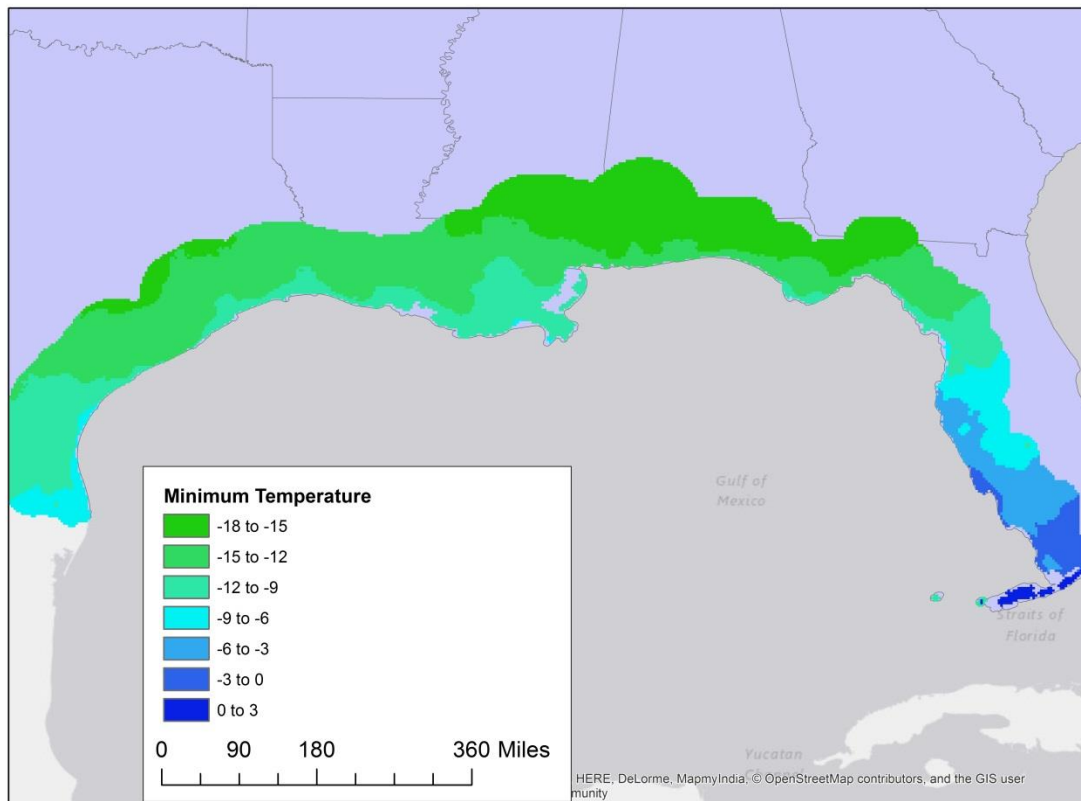 Gulf of
Mexico
Minimum Temperature
-18 to -15
-15 to -12
-12 to -9
-9 to -6
-6 to -3
-3 to 0
0 to 3
Straits of
Florida
0 90 180 360 Miles
Yucatan
HERE, DeLorme, MapmyIndia, © OpenStreetMap contributors, and the GIS user
munity